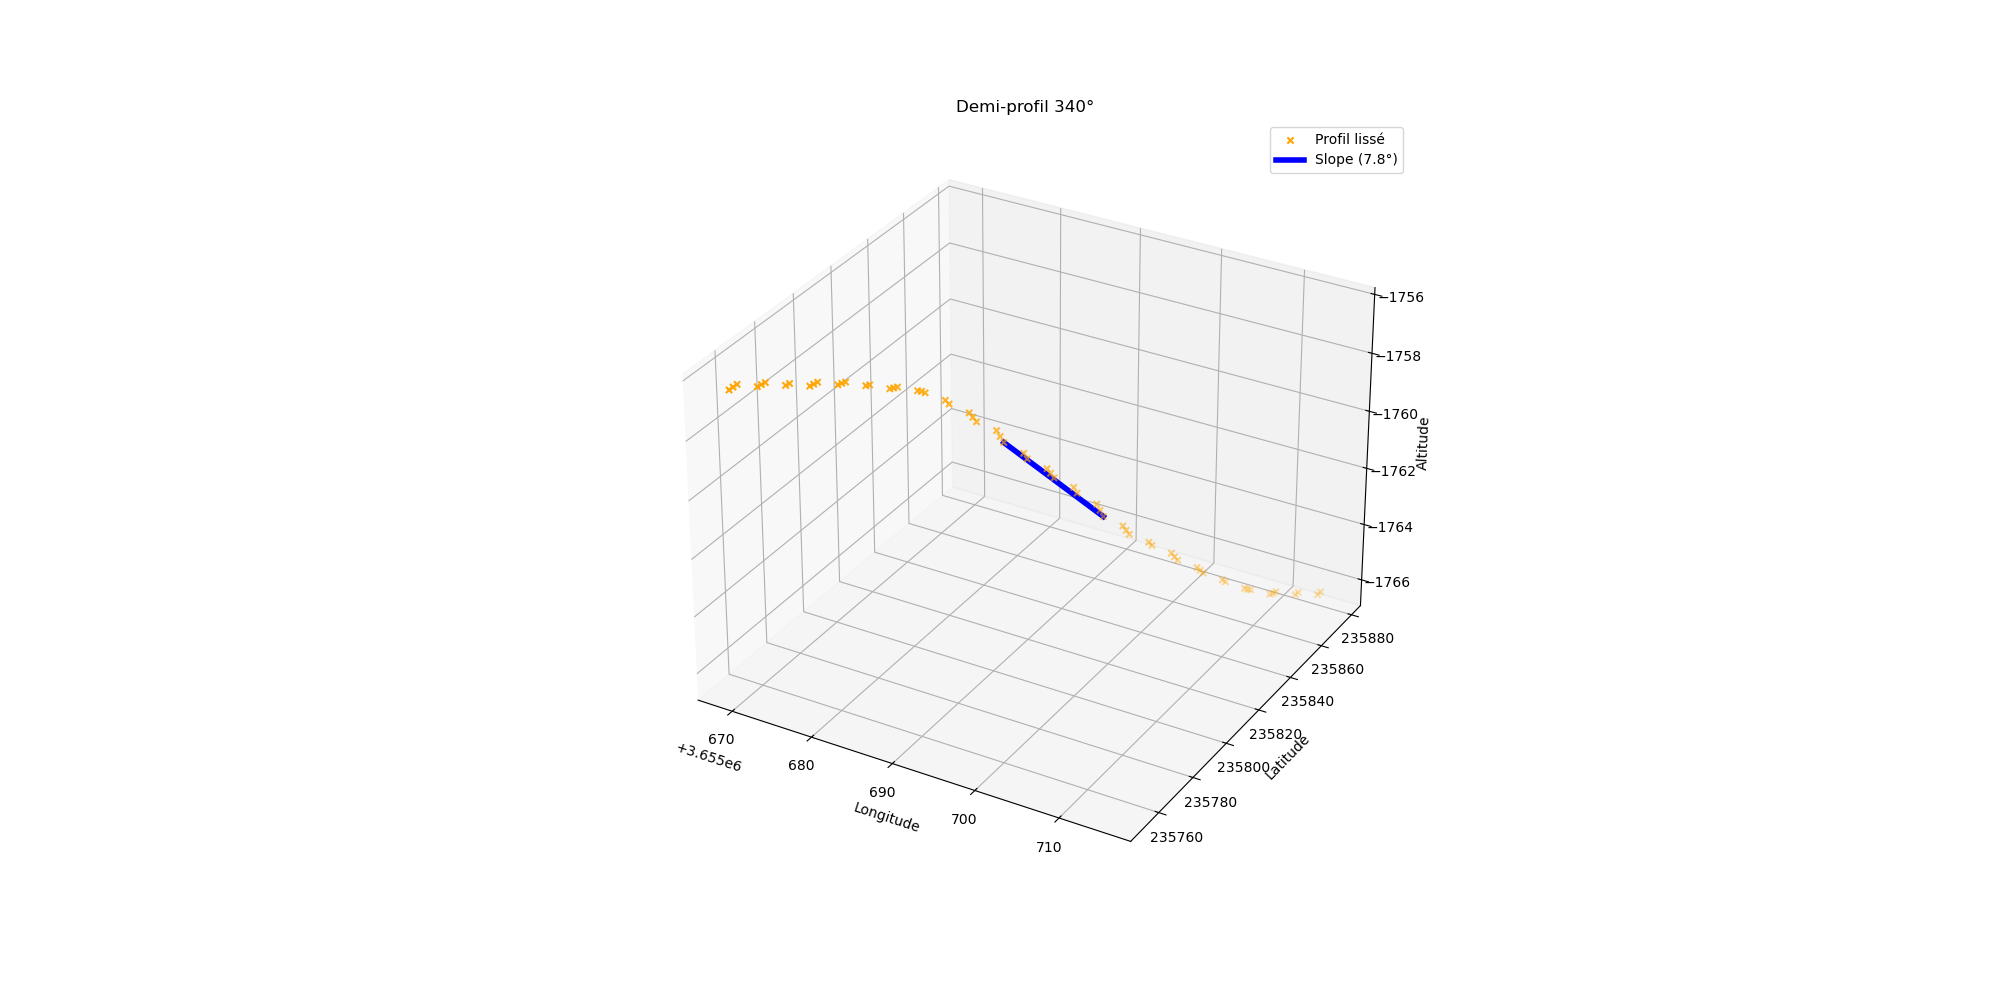 Demi-profil 340°
Profil lissé
Slope (7.8°)
−1756
−1758
−1760
−1762
−1764
−1766
Altitude
235880
235860
235840
235820
235800
235780
235760
Latitude
670
680
690
700
710
+3.655e6
Longitude